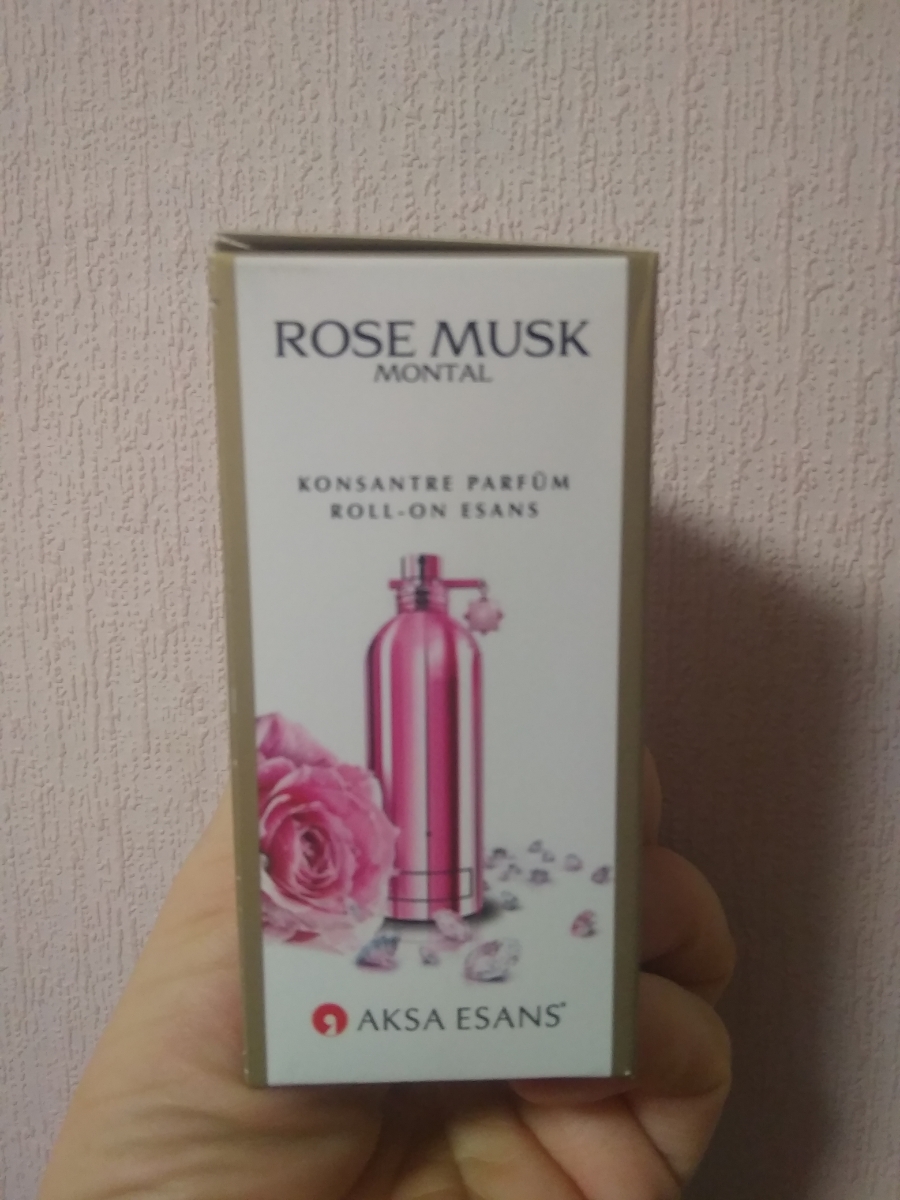 ROSE MUSK
MONTAL
KONSANTRE PARFÜM
ROLL-ON ESANS
AKSA ESANS